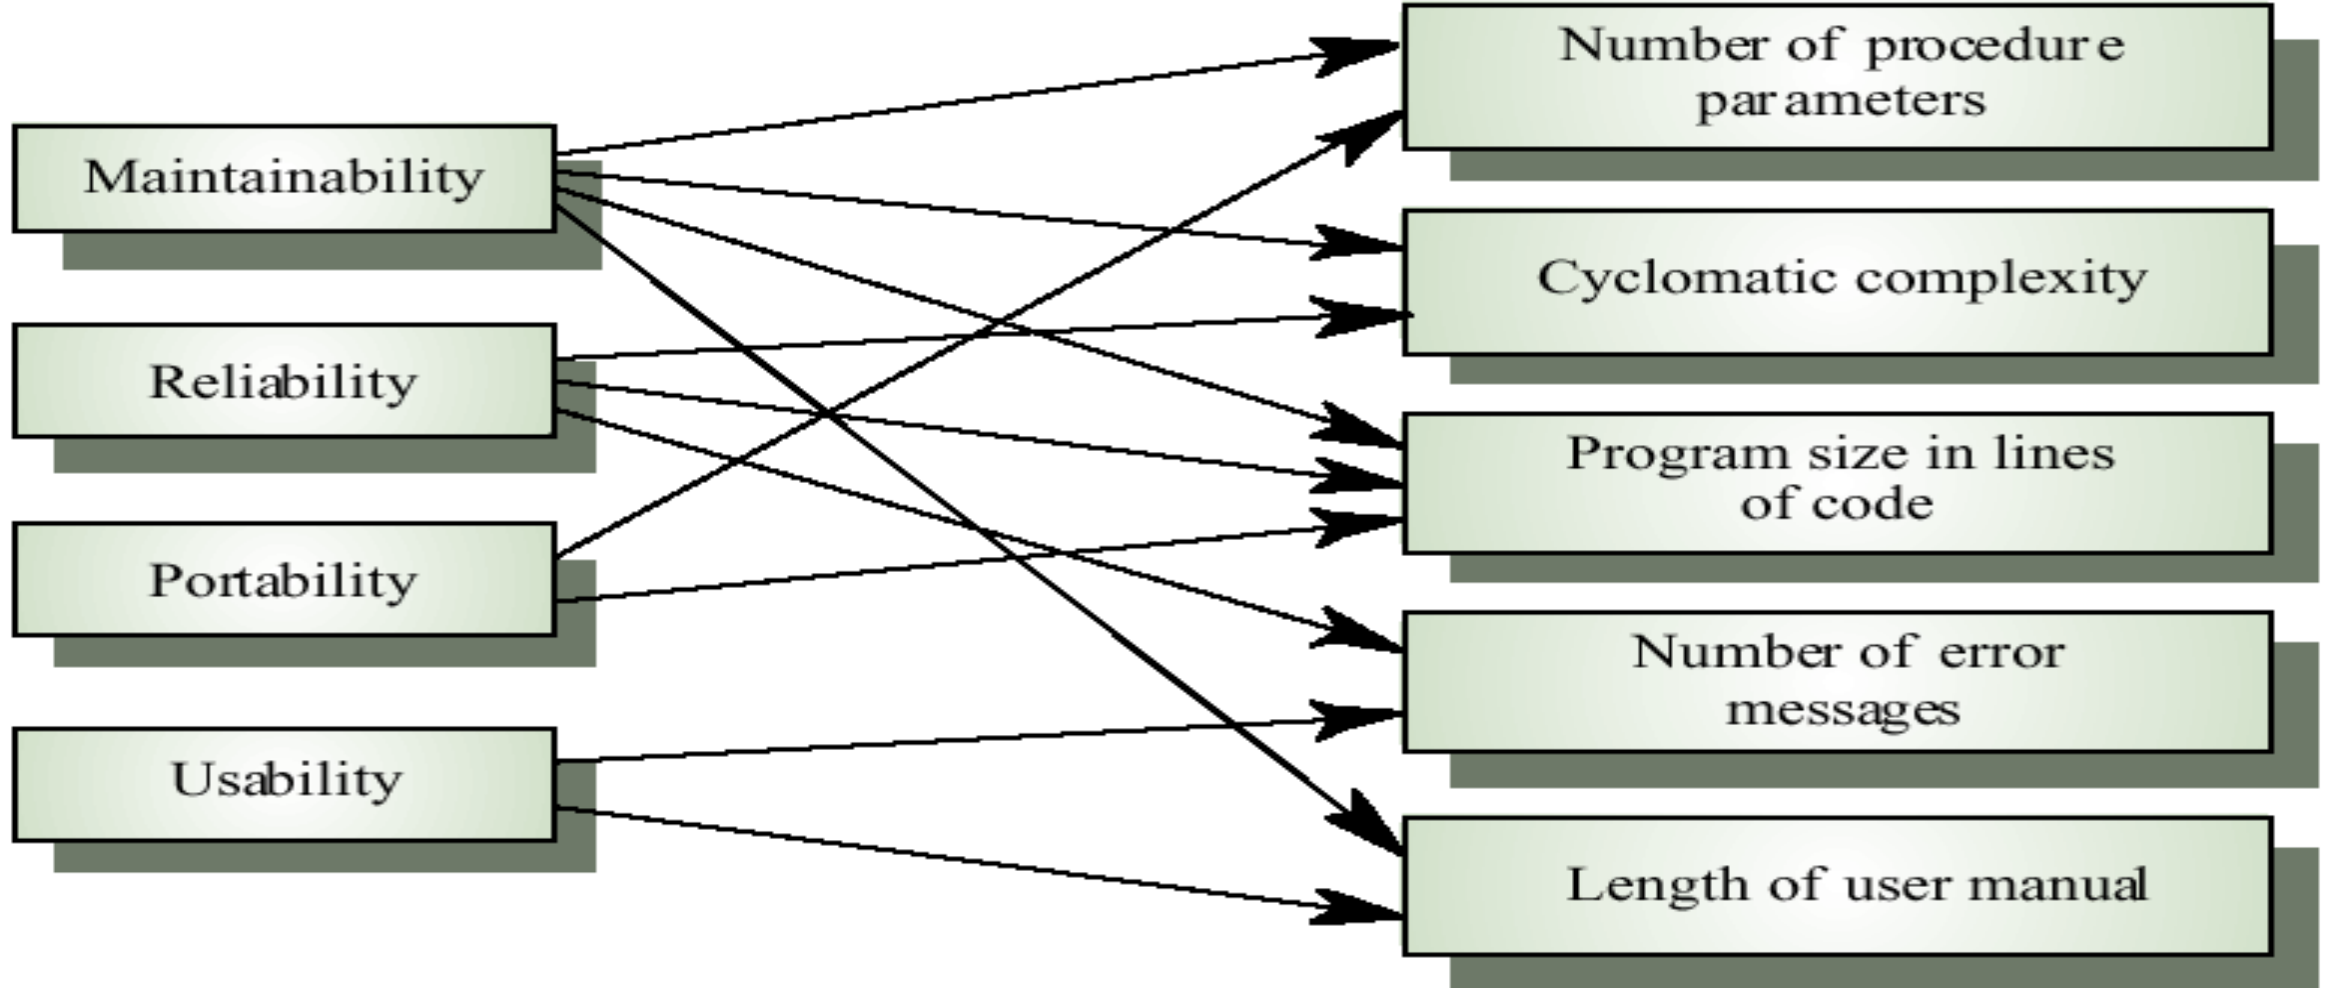 Maintainability
Reliability
Portability
Usability
Number of procedure
parameters
Cyclomatic complexity
Program size in lines
of code
Number of error
messages
Length of user manual